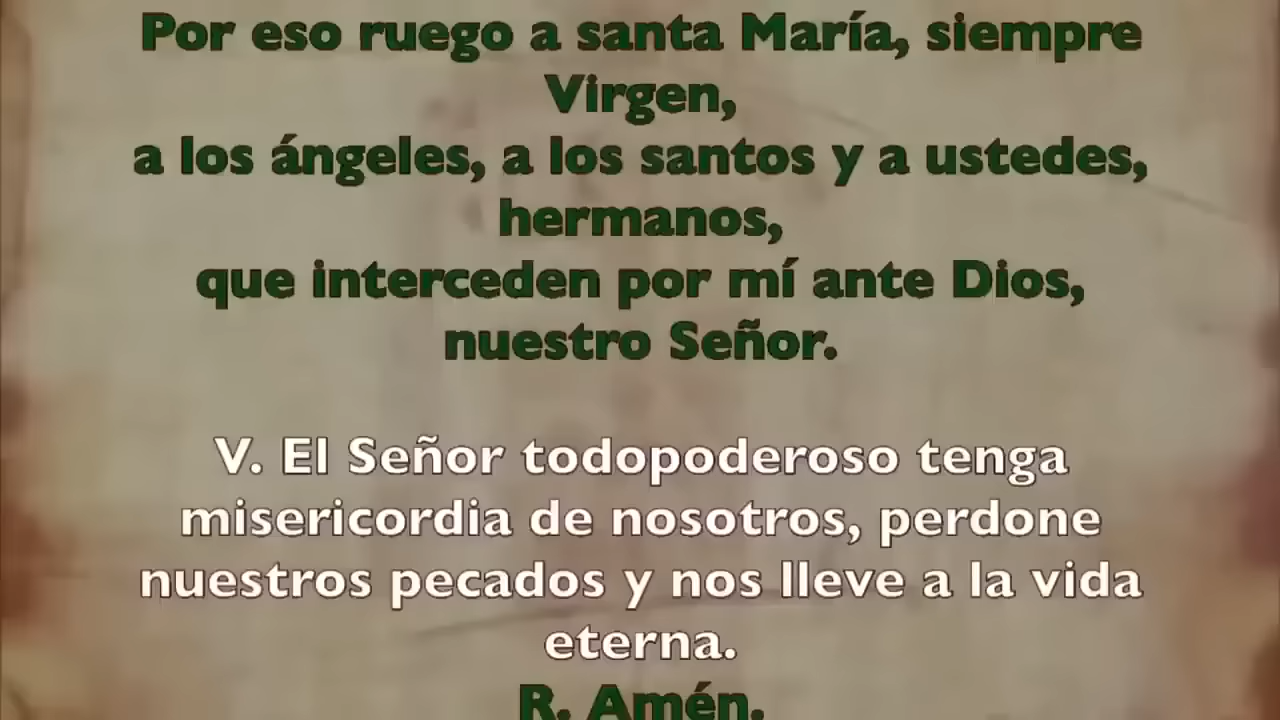 Por eso ruego a santa María, siempre
Virgen,
a los ángeles, a los santos y a ustedes,
hermanos,
que interceden por mí ante Dios,
nuestro Señor.
V. El Señor todopoderoso tenga
misericordia de nosotros, perdone
nuestros pecados y nos lleve a la vida
eterna.
R. Amén.